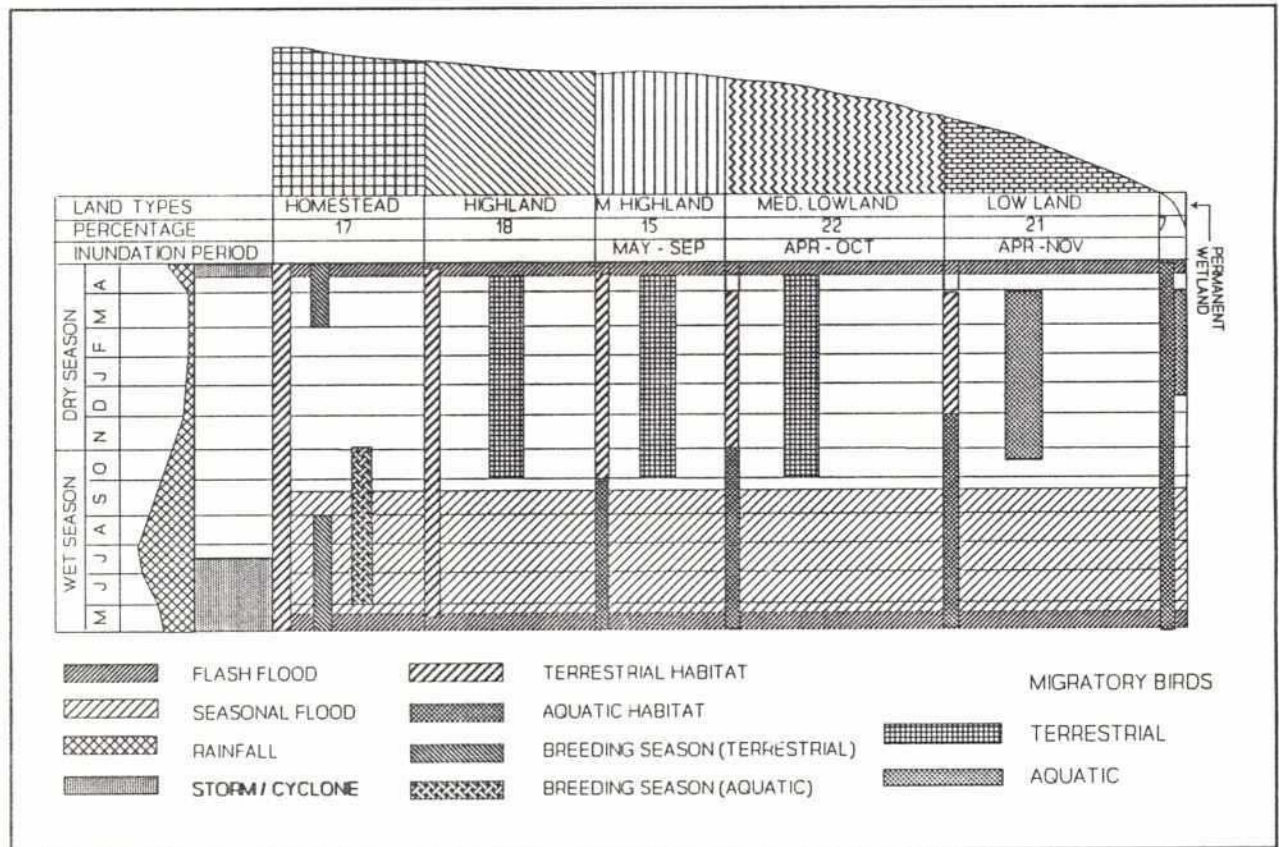 LAND TYPES HOMESTEAD HIGHLAND M. HIGHLAND MED. LOWLAND LOW LAND
PERCENTAGE 17 18 15 22 21 7
INUNDATION PERIOD MAY - SEP APR - OCT APR - NOV
PERMANENT
WETLAND
DRY SEASON
A
M
F
J
D
N
WET SEASON
O
S
A
J
J
M
FLASH FLOOD
SEASONAL FLOOD
RAINFALL
STORM / CYCLONE
TERRESTRIAL HABITAT
AQUATIC HABITAT
BREEDING SEASON (TERRESTRIAL)
BREEDING SEASON (AQUATIC)
MIGRATORY BIRDS
TERRESTRIAL
AQUATIC